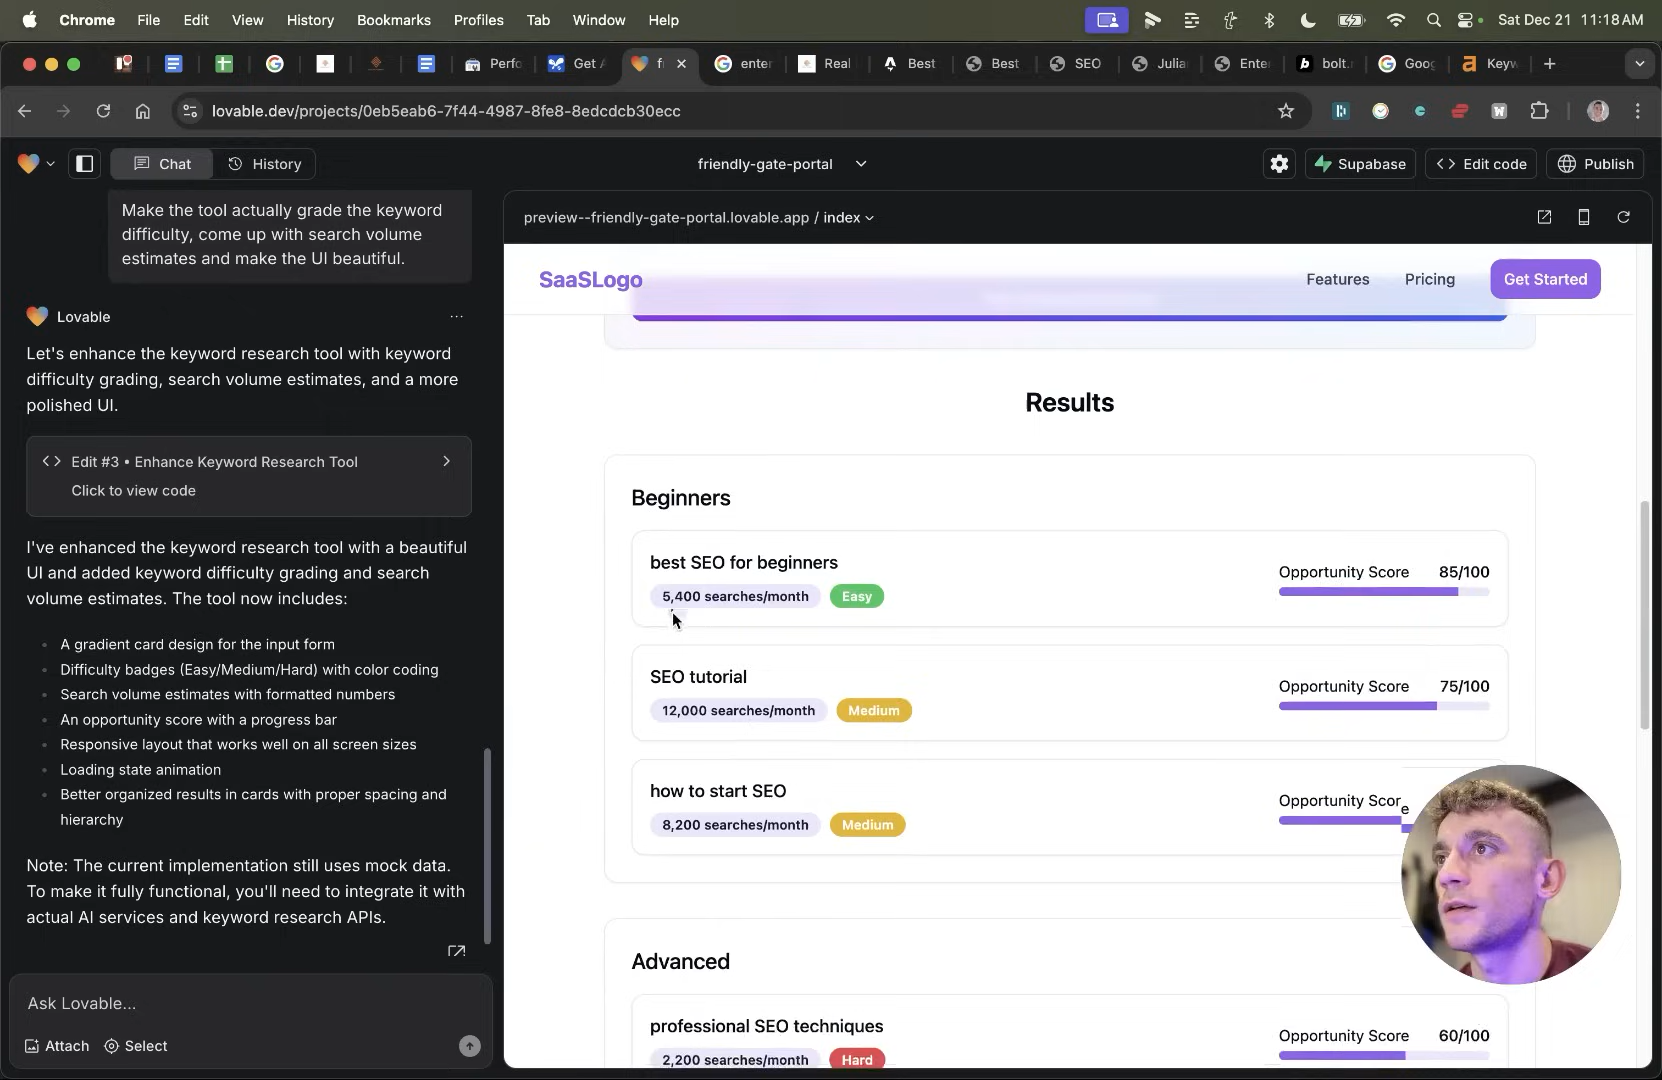 Chrome File Edit View History Bookmarks Profiles Tab Window Help Sat Dec 21 11:18 AM
Perfo Get A f enter Real Best Best SEO Julia Ente bolt.n Goog Keyw
lovable.dev/projects/0eb5eab6-7f44-4987-8fe8-8edcdcb30ecc
Chat History friendly-gate-portal Supabase Edit code Publish
Make the tool actually grade the keyword
difficulty, come up with search volume
estimates and make the UI beautiful.
Lovable
Let's enhance the keyword research tool with keyword
difficulty grading, search volume estimates, and a more
polished UI.
Edit #3 • Enhance Keyword Research Tool
Click to view code
I've enhanced the keyword research tool with a beautiful
UI and added keyword difficulty grading and search
volume estimates. The tool now includes:
• A gradient card design for the input form
• Difficulty badges (Easy/Medium/Hard) with color coding
• Search volume estimates with formatted numbers
• An opportunity score with a progress bar
• Responsive layout that works well on all screen sizes
• Loading state animation
• Better organized results in cards with proper spacing and
hierarchy
Note: The current implementation still uses mock data.
To make it fully functional, you'll need to integrate it with
actual AI services and keyword research APIs.
Ask Lovable...
Attach Select
preview--friendly-gate-portal.lovable.app / index
SaaSLogo Features Pricing Get Started
Results
Beginners
best SEO for beginners
5,400 searches/month Easy
Opportunity Score 85/100
SEO tutorial
12,000 searches/month Medium
Opportunity Score 75/100
how to start SEO
8,200 searches/month Medium
Opportunity Score
Advanced
professional SEO techniques
2,200 searches/month Hard
Opportunity Score 60/100